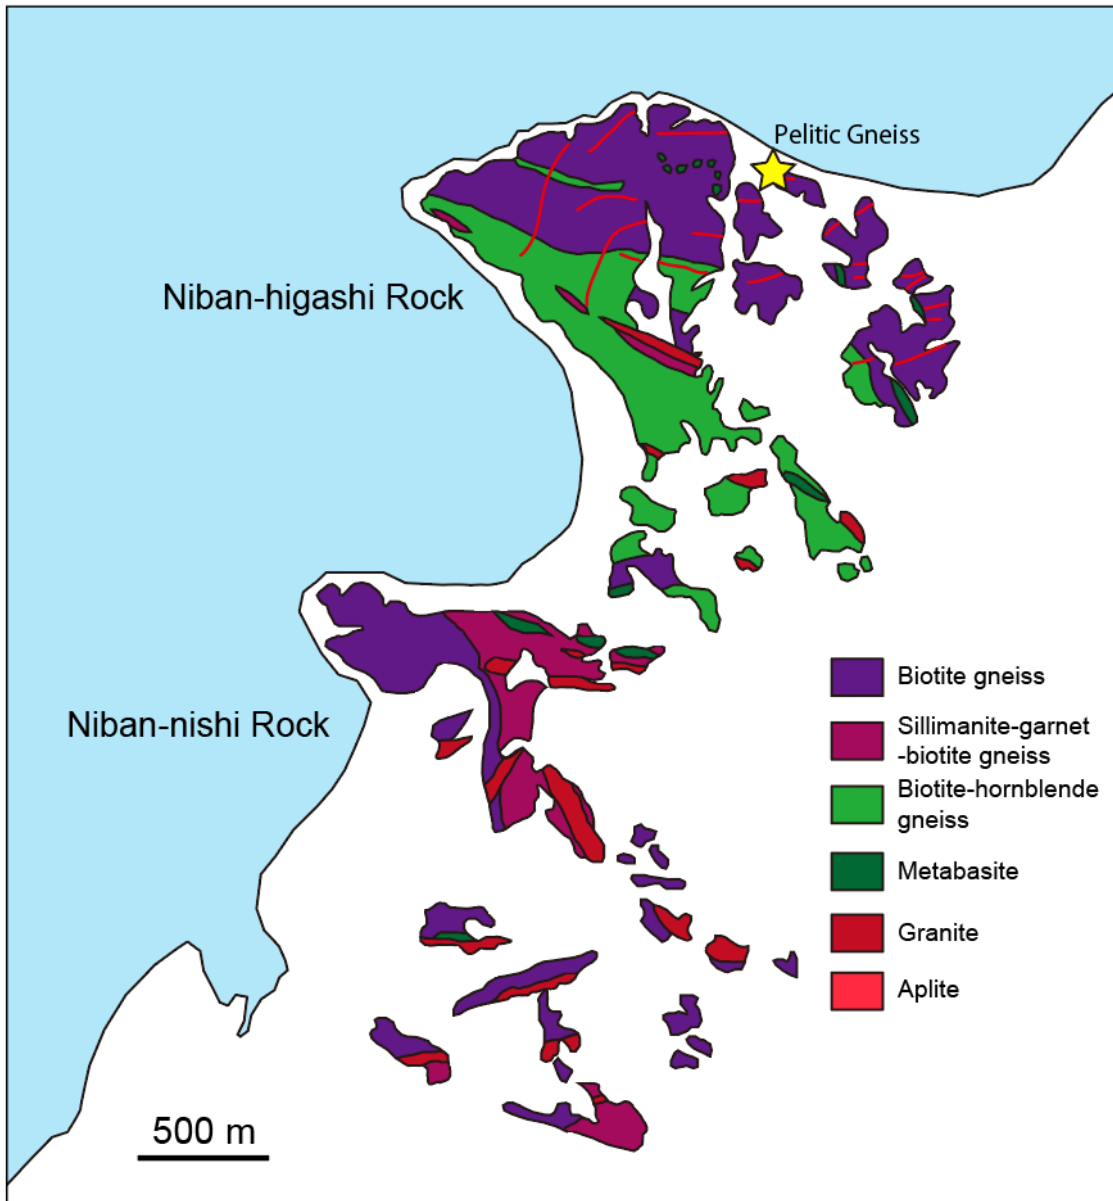 Pelitic Gneiss
Niban-higashi Rock
Niban-nishi Rock
Biotite gneiss
Sillimanite-garnet
-biotite gneiss
Biotite-hornblende
gneiss
Metabasite
Granite
Aplite
500 m